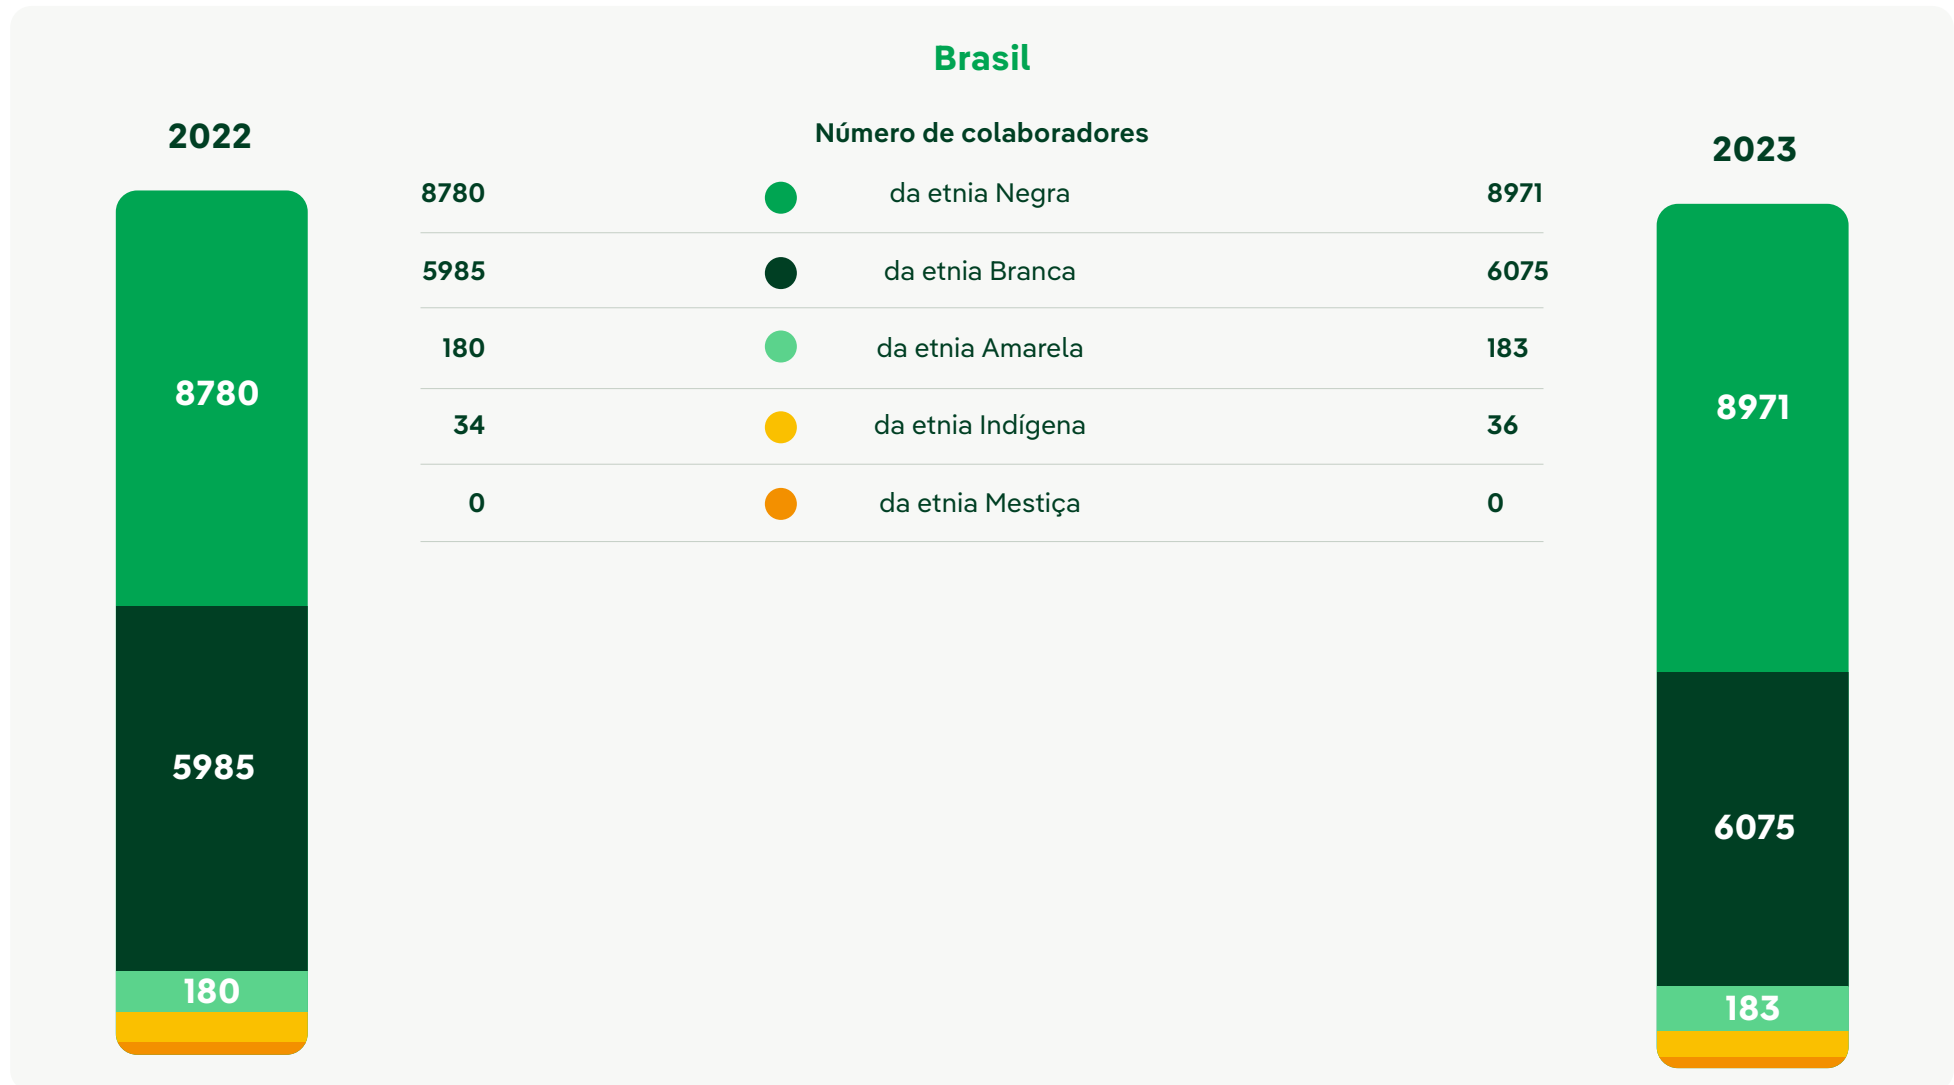 Brasil
2022
Número de colaboradores
2023
8780 da etnia Negra 8971
5985 da etnia Branca 6075
180 da etnia Amarela 183
34 da etnia Indígena 36
0 da etnia Mestiça 0
8780
5985
180
8971
6075
183